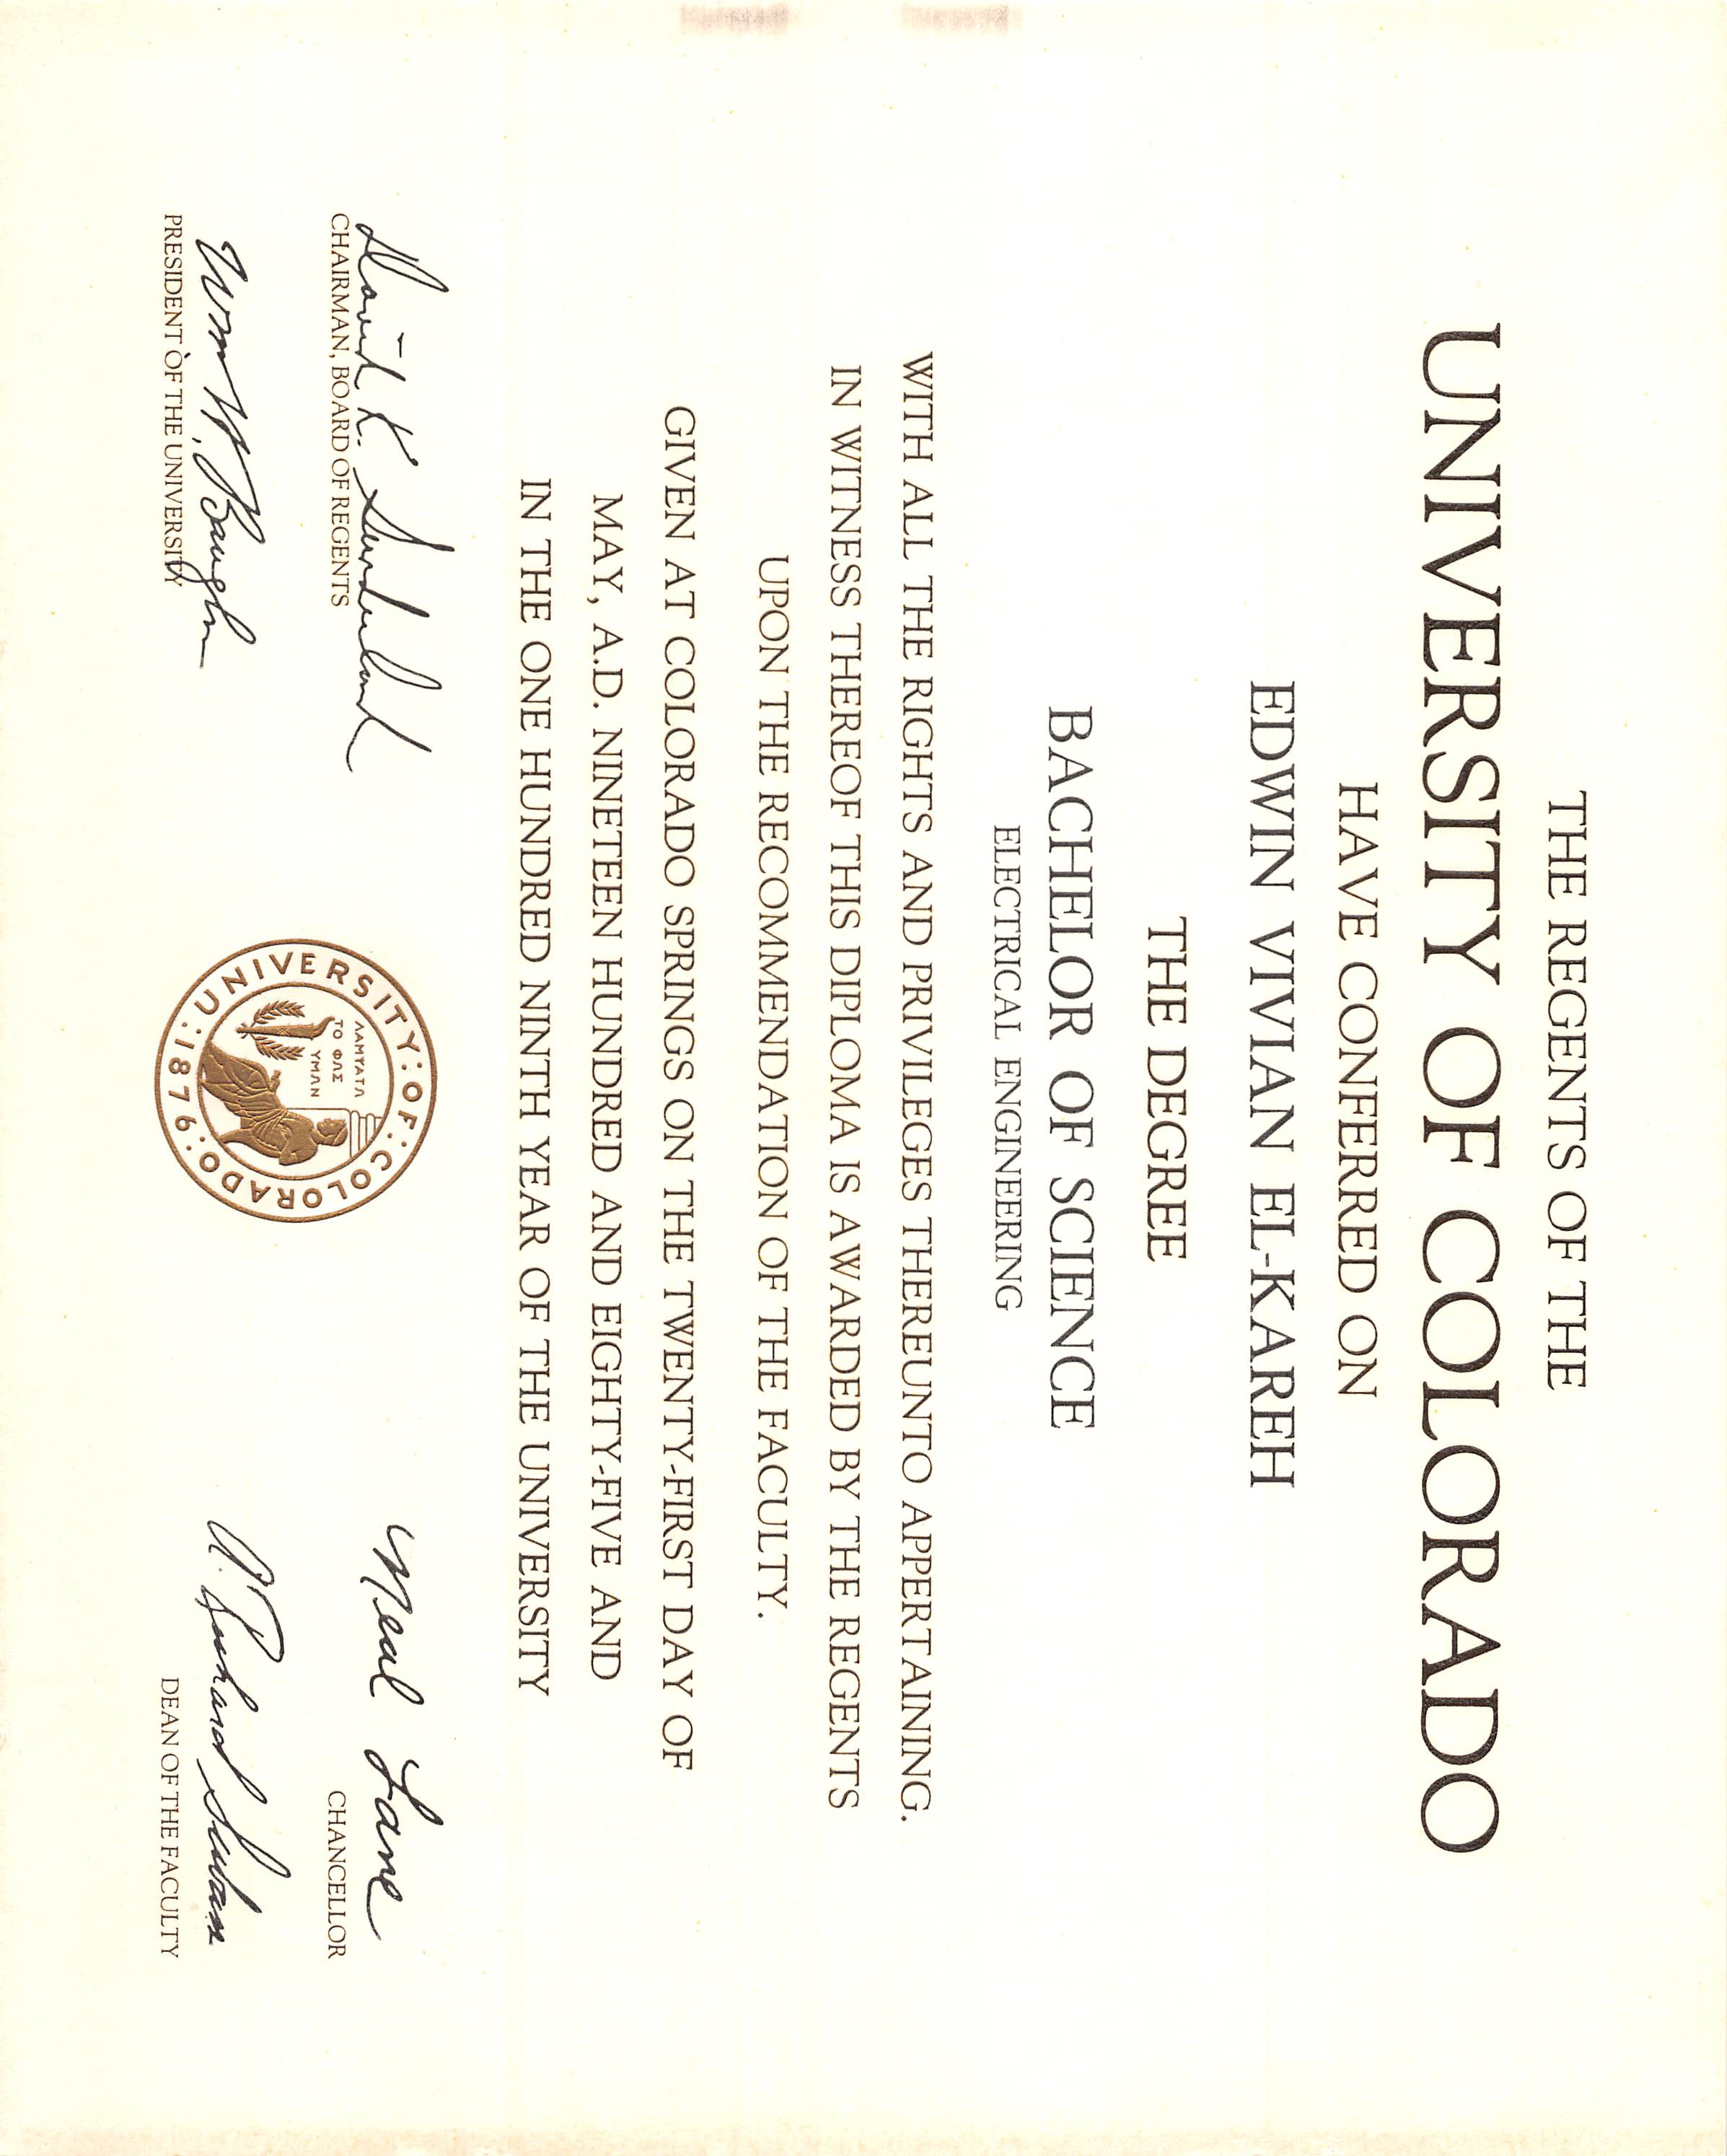 THE REGENTS OF THE
UNIVERSITY OF COLORADO
HAVE CONFERRED ON
EDWIN VIVIAN EL-KAREH
THE DEGREE
BACHELOR OF SCIENCE
ELECTRICAL ENGINEERING
WITH ALL THE RIGHTS AND PRIVILEGES THEREUNTO APPERTAINING.
IN WITNESS THEREOF THIS DIPLOMA IS AWARDED BY THE REGENTS
UPON THE RECOMMENDATION OF THE FACULTY.
GIVEN AT COLORADO SPRINGS ON THE TWENTY-FIRST DAY OF
MAY, A.D. NINETEEN HUNDRED AND EIGHTY-FIVE AND
IN THE ONE HUNDRED NINTH YEAR OF THE UNIVERSITY
David K. Sunderland
CHAIRMAN, BOARD OF REGENTS
Wm H. Baughn
PRESIDENT OF THE UNIVERSITY
UNIVERSITY:OF:COLORADO:1876:
ΛΑΜΨΑΤΩ
ΤΟ ΦΩΣ
ΥΜΩΝ
Neal Lane
CHANCELLOR
DEAN OF THE FACULTY